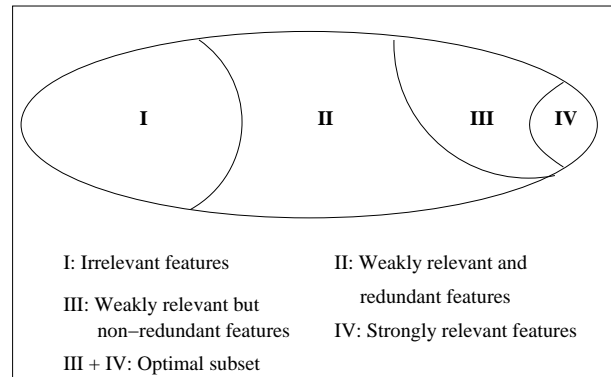 I
II
III
IV
I: Irrelevant features
II: Weakly relevant and
redundant features
III: Weakly relevant but
non−redundant features
IV: Strongly relevant features
III + IV: Optimal subset